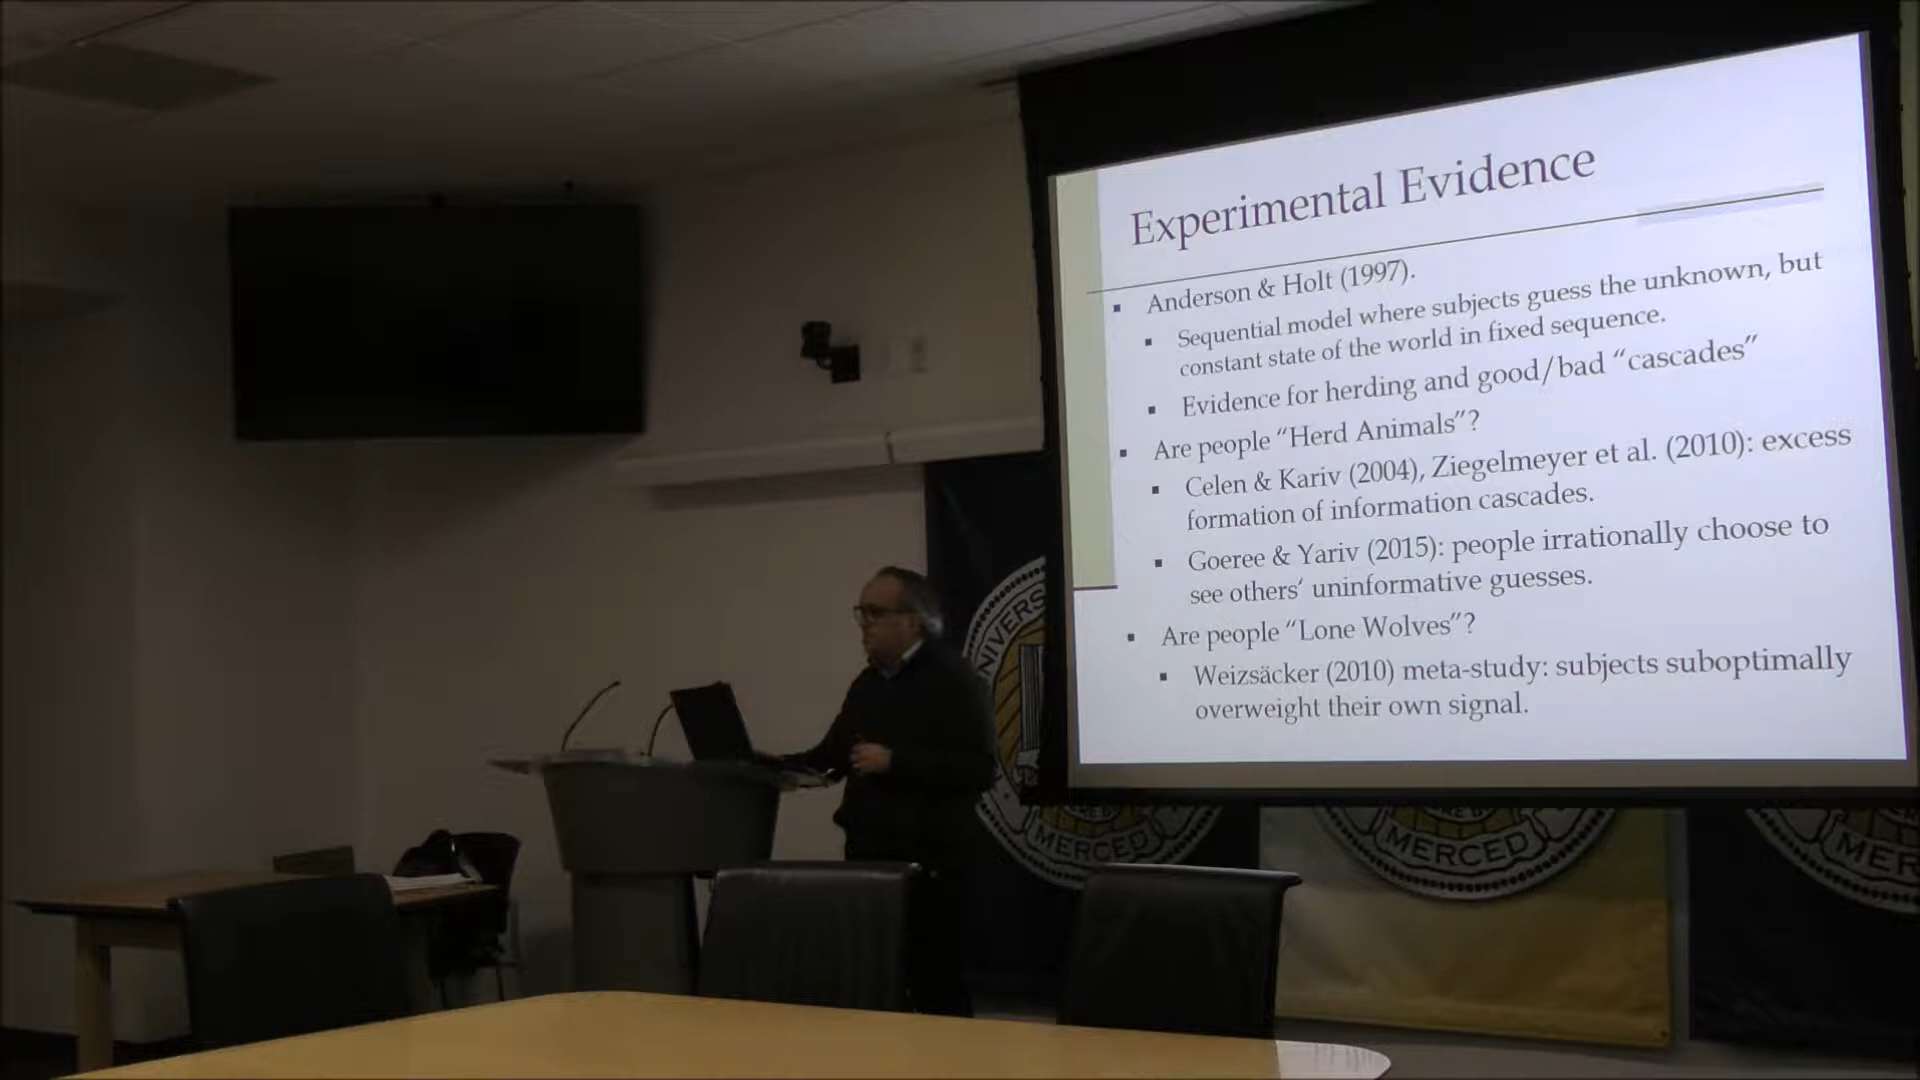 Experimental Evidence
▪ Anderson & Holt (1997).
▪ Sequential model where subjects guess the unknown, but
constant state of the world in fixed sequence.
▪ Evidence for herding and good/bad “cascades”
▪ Are people “Herd Animals”?
▪ Celen & Kariv (2004), Ziegelmeyer et al. (2010): excess
formation of information cascades.
▪ Goeree & Yariv (2015): people irrationally choose to
see others’ uninformative guesses.
▪ Are people “Lone Wolves”?
▪ Weizsäcker (2010) meta-study: subjects suboptimally
overweight their own signal.
NIVERS
MERCED
MERCED
MER